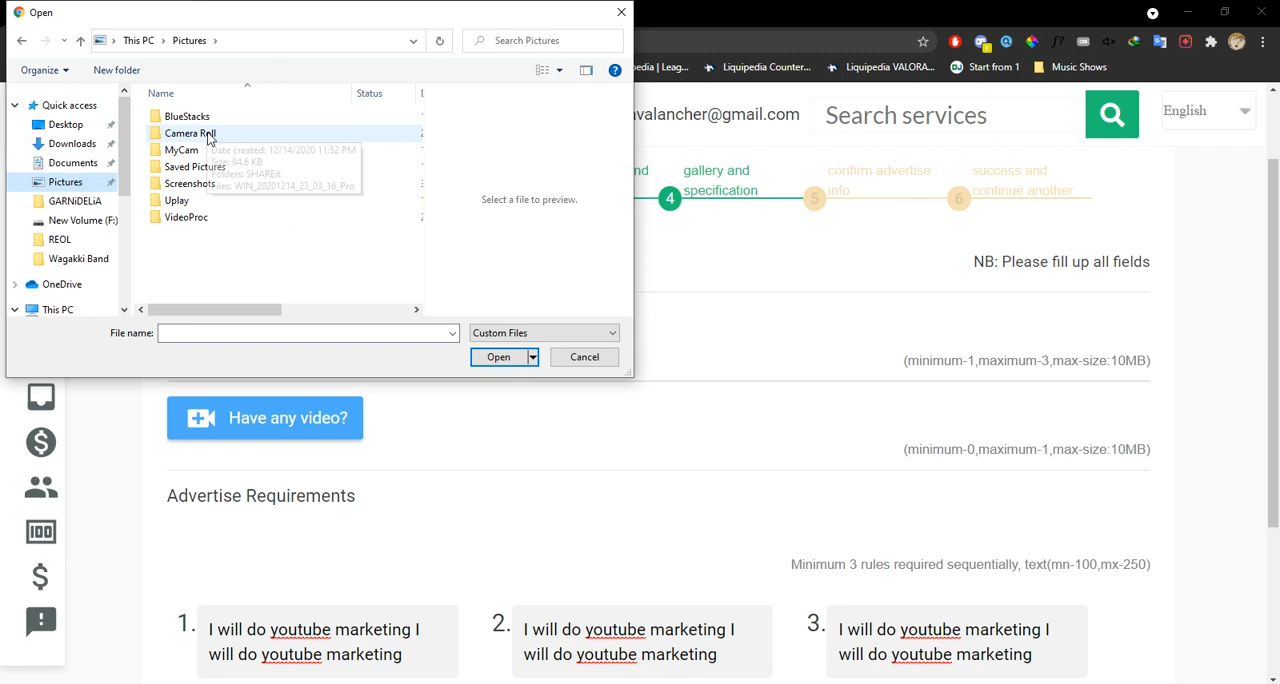 Open
This PC
Pictures
Search Pictures
Organize
New folder
Name
Status
Quick access
Desktop
Downloads
Documents
Pictures
GARNiDELiA
New Volume (F:)
REOL
Wagakki Band
OneDrive
This PC
BlueStacks
Camera Roll
MyCam
Saved Pictures
Screenshots
Uplay
VideoProc
Date created: 12/14/2020 11:52 PM
Size: 94.6 KB
Folders: SHAREit
Files: WIN_20201214_23_03_16_Pro
Select a file to preview.
File name:
Custom Files
Open
Cancel
pedia | Leag...
Liquipedia Counter...
Liquipedia VALORA...
Start from 1
Music Shows
avalancher@gmail.com
Search services
English
nd
4
gallery and
specification
5
confirm advertise
info
6
success and
continue another
NB: Please fill up all fields
(minimum-1,maximum-3,max-size:10MB)
Have any video?
(minimum-0,maximum-1,max-size:10MB)
Advertise Requirements
Minimum 3 rules required sequentially, text(mn-100,mx-250)
1.
I will do youtube marketing I
will do youtube marketing
2.
I will do youtube marketing I
will do youtube marketing
3.
I will do youtube marketing I
will do youtube marketing
100